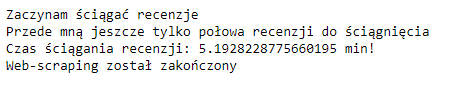 Zaczynam ściągać recenzje
Przede mną jeszcze tylko połowa recenzji do ściągnięcia
Czas ściągania recenzji: 5.1928228775660195 min!
Web-scraping został zakończony